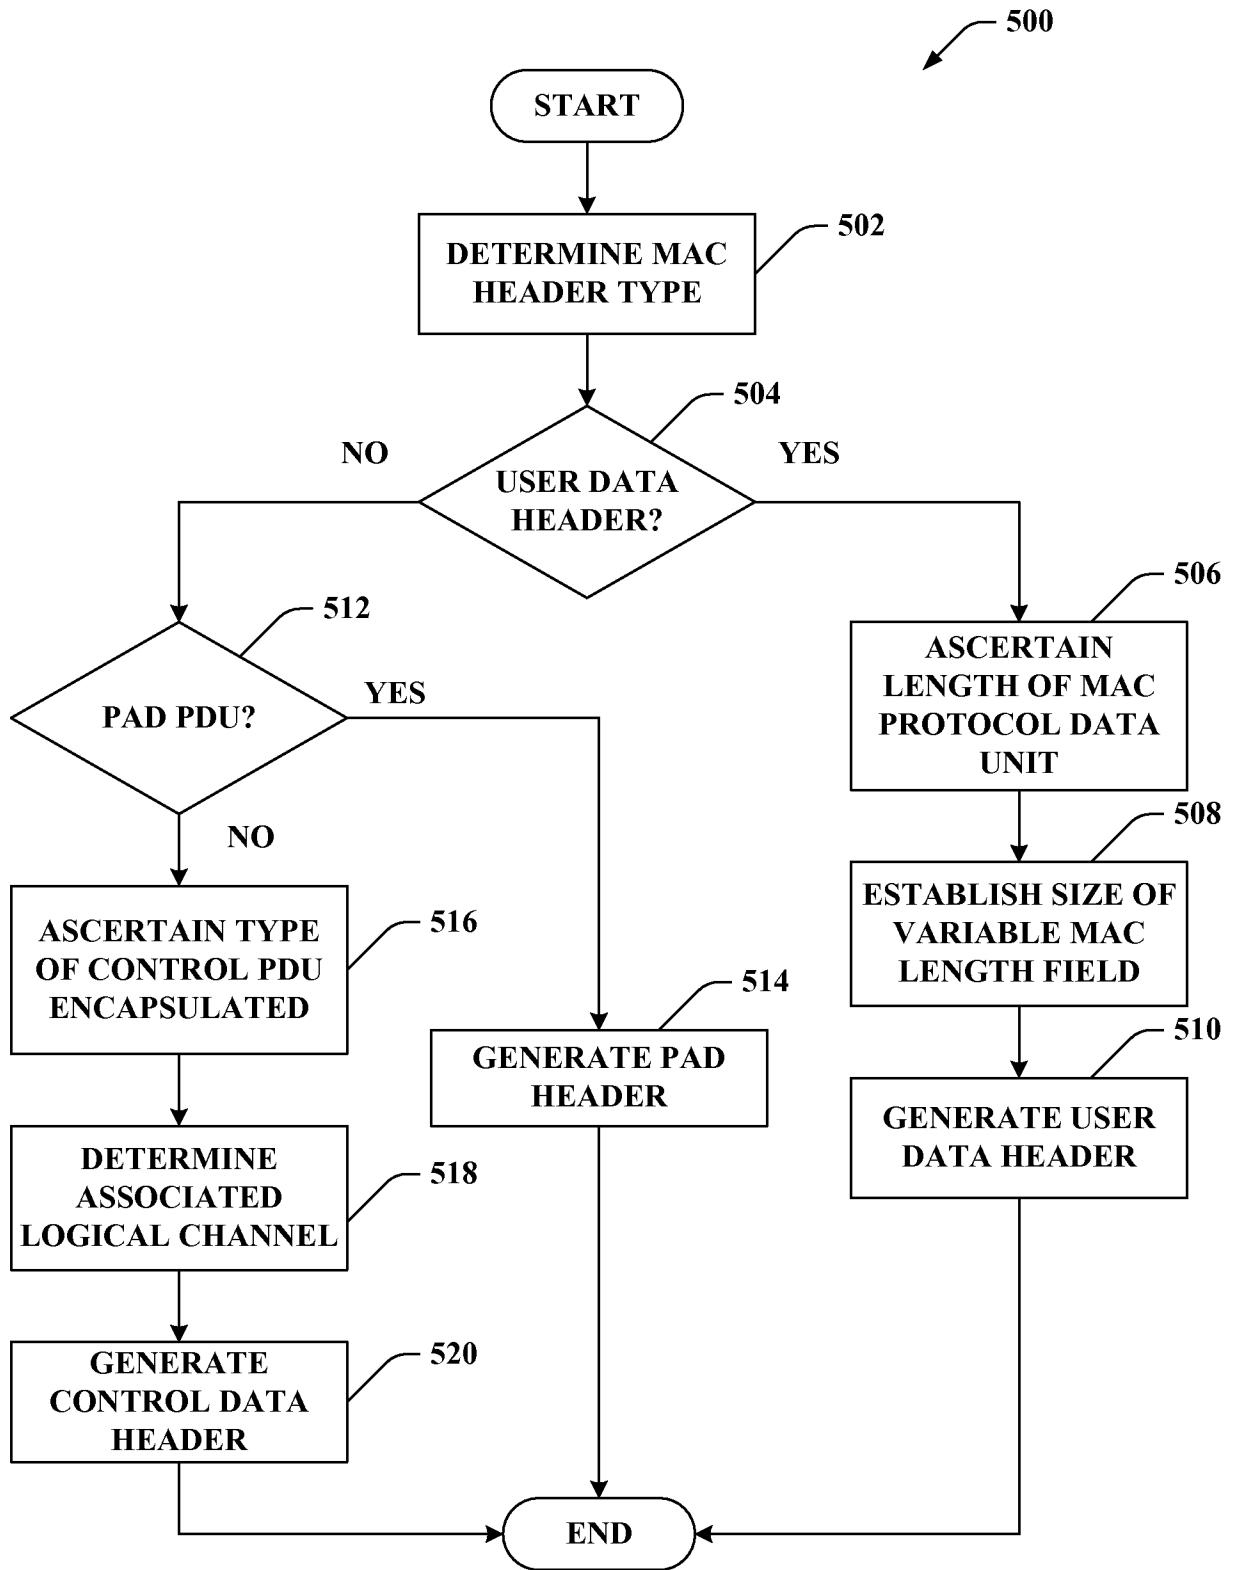 500
START
502
DETERMINE MAC
HEADER TYPE
504
NO
YES
USER DATA
HEADER?
506
ASCERTAIN
LENGTH OF MAC
PROTOCOL DATA
UNIT
512
YES
PAD PDU?
NO
508
ESTABLISH SIZE OF
VARIABLE MAC
LENGTH FIELD
516
ASCERTAIN TYPE
OF CONTROL PDU
ENCAPSULATED
514
GENERATE PAD
HEADER
510
GENERATE USER
DATA HEADER
518
DETERMINE
ASSOCIATED
LOGICAL CHANNEL
520
GENERATE
CONTROL DATA
HEADER
END